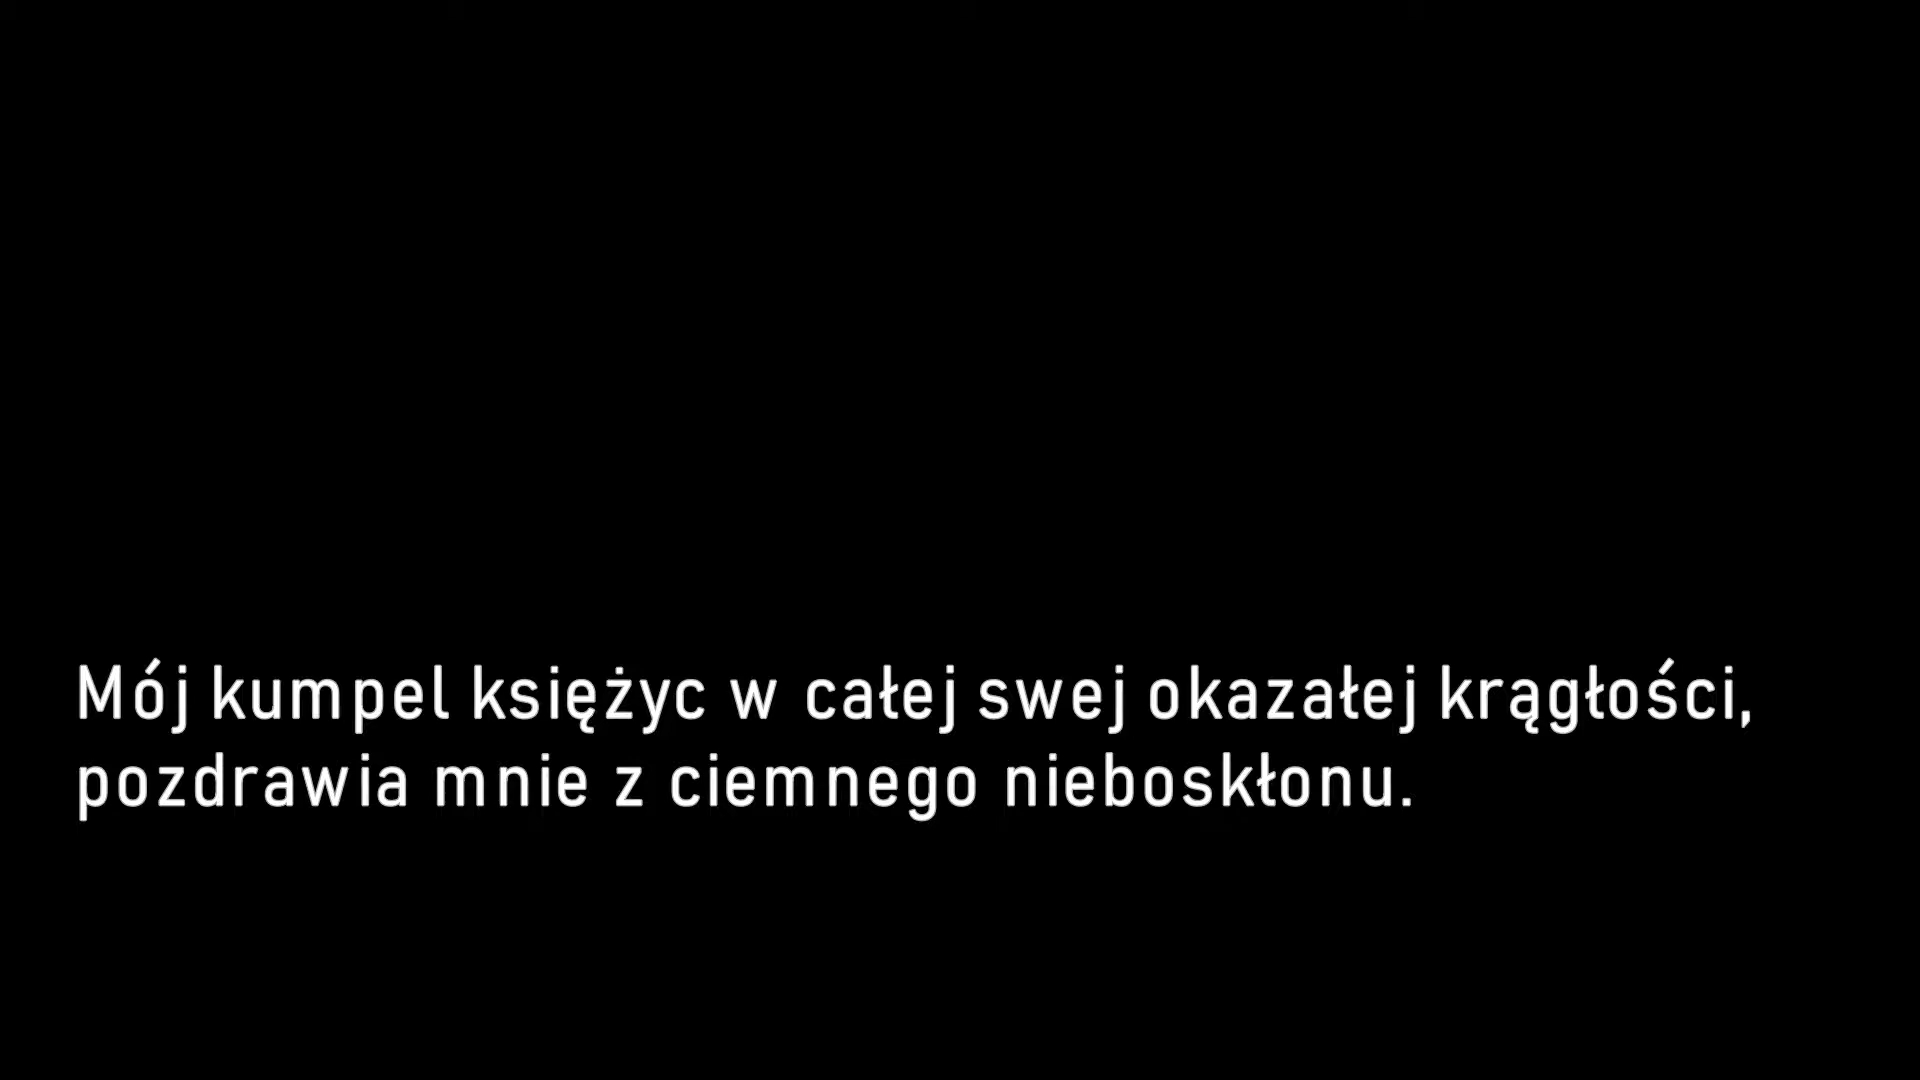 Mój kumpel księżyc w całej swej okazałej krągłości,
pozdrawia mnie z ciemnego nieboskłonu.